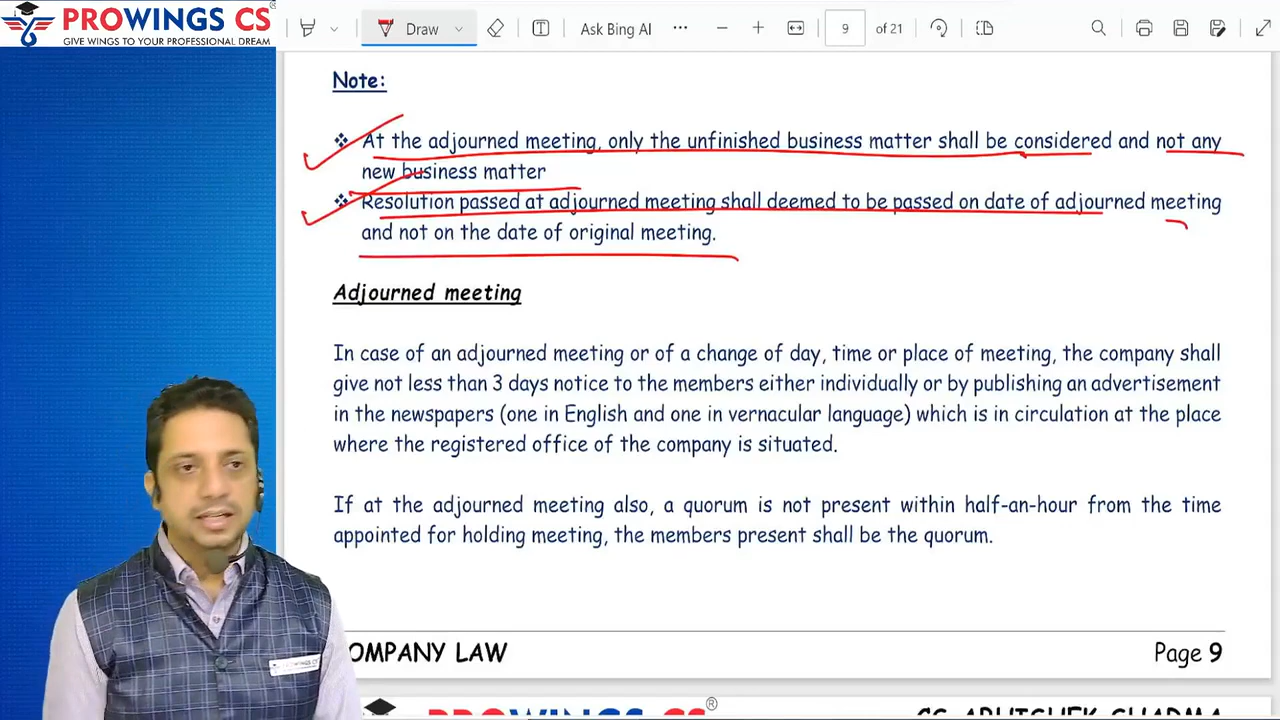 PROWINGS CS®
GIVE WINGS TO YOUR PROFESSIONAL DREAM
Draw
Ask Bing AI
9 of 21
Note:
❖ At the adjourned meeting, only the unfinished business matter shall be considered and not any
new business matter
❖ Resolution passed at adjourned meeting shall deemed to be passed on date of adjourned meeting
and not on the date of original meeting.
Adjourned meeting
In case of an adjourned meeting or of a change of day, time or place of meeting, the company shall
give not less than 3 days notice to the members either individually or by publishing an advertisement
in the newspapers (one in English and one in vernacular language) which is in circulation at the place
where the registered office of the company is situated.
If at the adjourned meeting also, a quorum is not present within half-an-hour from the time
appointed for holding meeting, the members present shall be the quorum.
OMPANY LAW
Page 9
PROWINGS CS